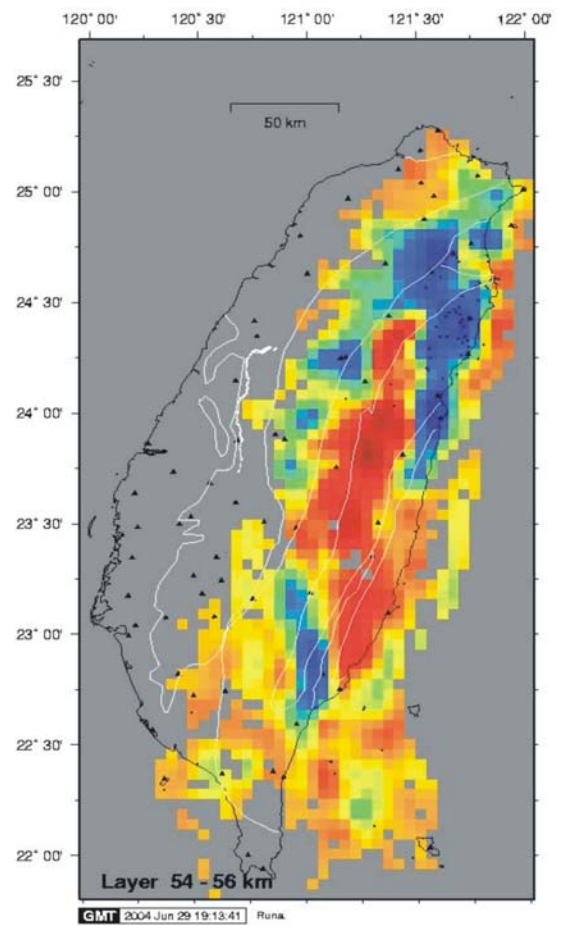 120° 00' 120° 30' 121° 00' 121° 30' 122° 00'
25° 30'
50 km
25° 00'
24° 30'
24° 00'
23° 30'
23° 00'
22° 30'
22° 00'
Layer 54 - 56 km
GMT 2004 Jun 29 19:13:41 Runa